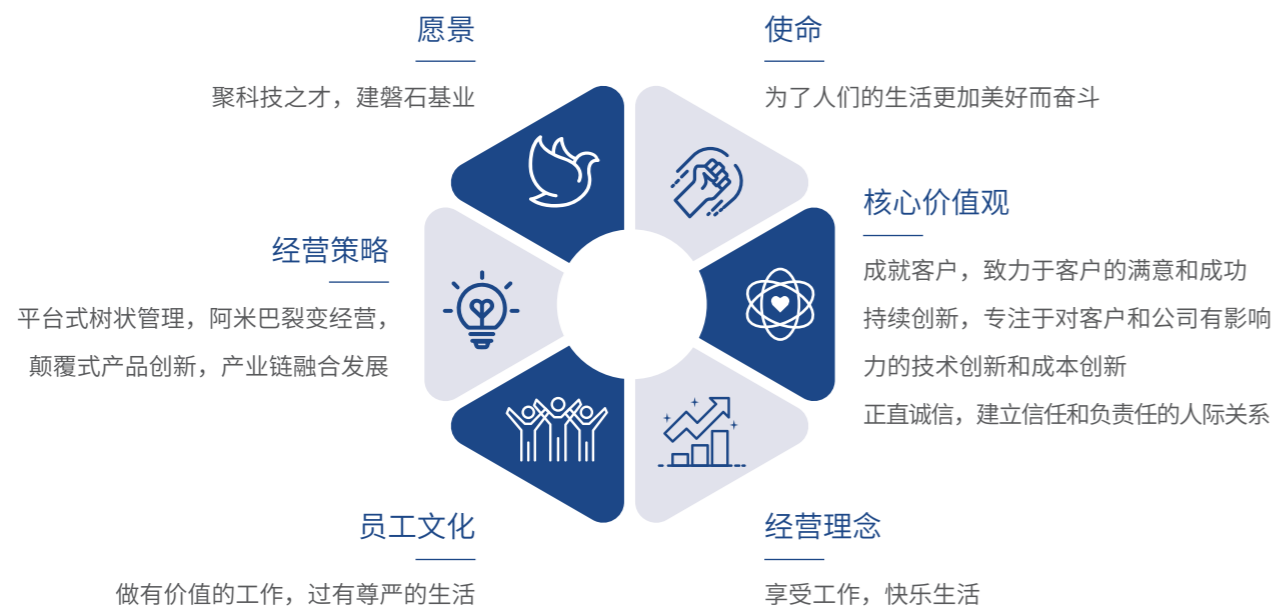 愿景
聚科技之才，建磐石基业
使命
为了人们的生活更加美好而奋斗
核心价值观
成就客户，致力于客户的满意和成功
持续创新，专注于对客户和公司有影响
力的技术创新和成本创新
正直诚信，建立信任和负责任的人际关系
经营策略
平台式树状管理，阿米巴裂变经营，
颠覆式产品创新，产业链融合发展
员工文化
做有价值的工作，过有尊严的生活
经营理念
享受工作，快乐生活